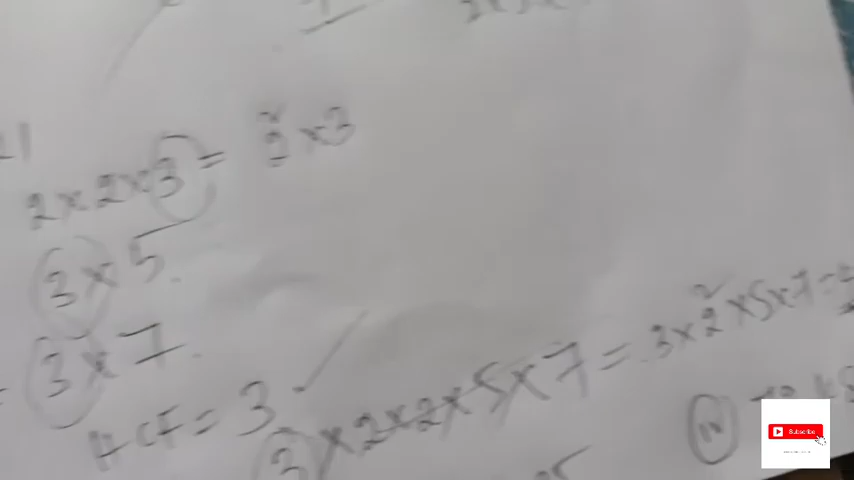 21
2×2×3 = 2²×3
3×5
= 3×7
HCF = 3 ✓
3×2×2×5×7 = 3×2²×5×7 =
Subscribe